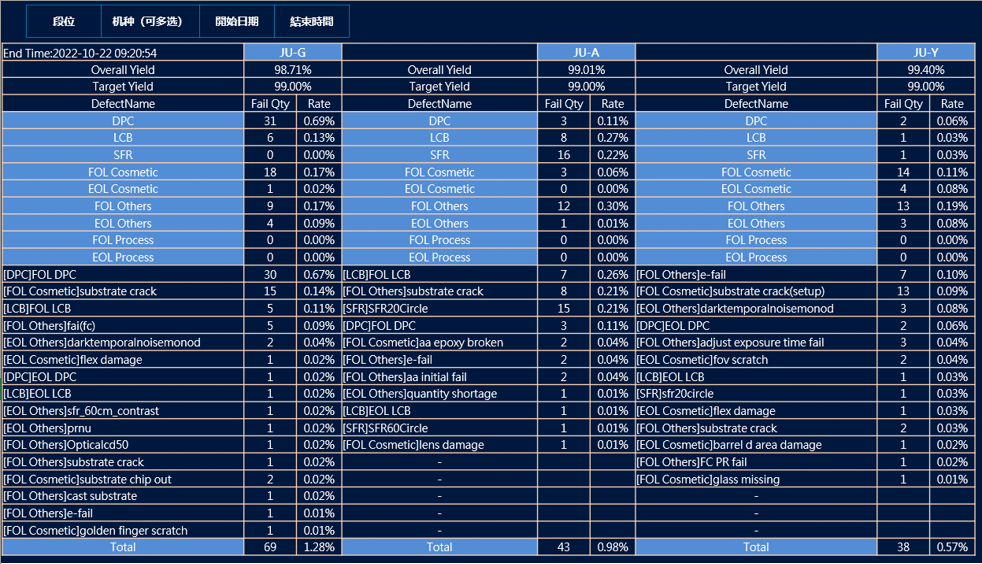 段位 机种（可多选） 開始日期 結束時間
End Time:2022-10-22 09:20:54 JU-G JU-A JU-Y
Overall Yield 98.71% Overall Yield 99.01% Overall Yield 99.40%
Target Yield 99.00% Target Yield 99.00% Target Yield 99.00%
DefectName Fail Qty Rate DefectName Fail Qty Rate DefectName Fail Qty Rate
DPC 31 0.69% DPC 3 0.11% DPC 2 0.06%
LCB 6 0.13% LCB 8 0.27% LCB 1 0.03%
SFR 0 0.00% SFR 16 0.22% SFR 1 0.03%
FOL Cosmetic 18 0.17% FOL Cosmetic 3 0.06% FOL Cosmetic 14 0.11%
EOL Cosmetic 1 0.02% EOL Cosmetic 0 0.00% EOL Cosmetic 4 0.08%
FOL Others 9 0.17% FOL Others 12 0.30% FOL Others 13 0.19%
EOL Others 4 0.09% EOL Others 1 0.01% EOL Others 3 0.08%
FOL Process 0 0.00% FOL Process 0 0.00% FOL Process 0 0.00%
EOL Process 0 0.00% EOL Process 0 0.00% EOL Process 0 0.00%
[DPC]FOL DPC 30 0.67% [LCB]FOL LCB 7 0.26% [FOL Others]e-fail 7 0.10%
[FOL Cosmetic]substrate crack 15 0.14% [FOL Others]substrate crack 8 0.21% [FOL Cosmetic]substrate crack(setup) 13 0.09%
[LCB]FOL LCB 5 0.11% [SFR]SFR20Circle 15 0.21% [EOL Others]darktemporalnoisemonod 3 0.08%
[FOL Others]fai(fc) 5 0.09% [DPC]FOL DPC 3 0.11% [DPC]EOL DPC 2 0.06%
[EOL Others]darktemporalnoisemonod 2 0.04% [FOL Cosmetic]aa epoxy broken 2 0.04% [FOL Others]adjust exposure time fail 3 0.04%
[EOL Cosmetic]flex damage 1 0.02% [FOL Others]e-fail 2 0.04% [EOL Cosmetic]fov scratch 2 0.04%
[DPC]EOL DPC 1 0.02% [FOL Others]aa initial fail 2 0.04% [LCB]EOL LCB 1 0.03%
[LCB]EOL LCB 1 0.02% [EOL Others]quantity shortage 1 0.01% [SFR]sfr20circle 1 0.03%
[EOL Others]sfr_60cm_contrast 1 0.02% [LCB]EOL LCB 1 0.01% [EOL Cosmetic]flex damage 1 0.03%
[EOL Others]prnu 1 0.02% [SFR]SFR60Circle 1 0.01% [FOL Others]substrate crack 2 0.03%
[FOL Others]Opticalcd50 1 0.02% [FOL Cosmetic]lens damage 1 0.01% [EOL Cosmetic]barrel d area damage 1 0.02%
[FOL Others]substrate crack 1 0.02% - [FOL Others]FC PR fail 1 0.02%
[FOL Cosmetic]substrate chip out 2 0.02% - [FOL Cosmetic]glass missing 1 0.01%
[FOL Others]cast substrate 1 0.02% - -
[FOL Others]e-fail 1 0.01% - -
[FOL Cosmetic]golden finger scratch 1 0.01% - -
Total 69 1.28% Total 43 0.98% Total 38 0.57%